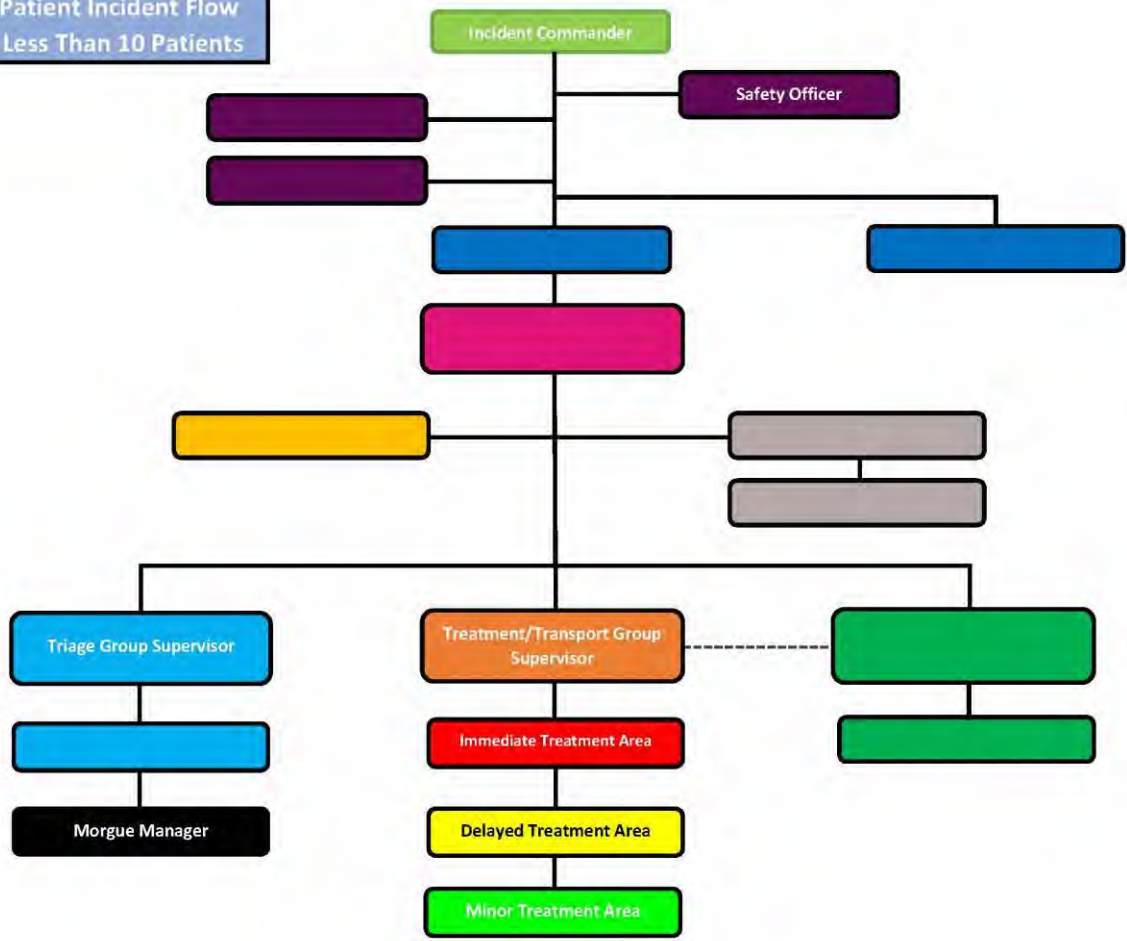 Patient Incident Flow
Less Than 10 Patients
Incident Commander
Safety Officer
Triage Group Supervisor
Treatment/Transport Group
Supervisor
Immediate Treatment Area
Morgue Manager
Delayed Treatment Area
Minor Treatment Area